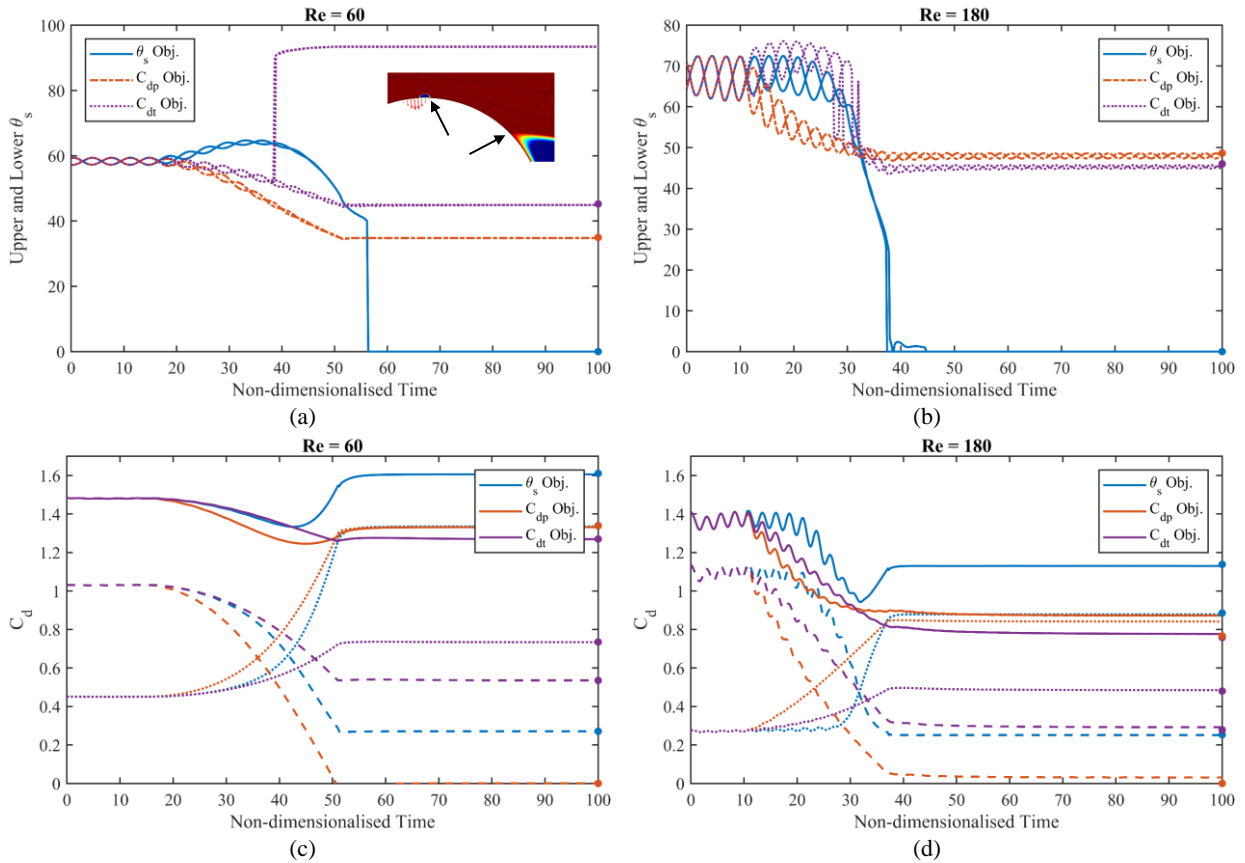 Re = 60
100
80
60
40
20
0
Upper and Lower θs
θs Obj.
Cdp Obj.
Cdt Obj.
0 10 20 30 40 50 60 70 80 90 100
Non-dimensionalised Time
(a)
Re = 180
80
70
60
50
40
30
20
10
0
Upper and Lower θs
θs Obj.
Cdp Obj.
Cdt Obj.
0 10 20 30 40 50 60 70 80 90 100
Non-dimensionalised Time
(b)
Re = 60
1.6
1.4
1.2
1
0.8
0.6
0.4
0.2
0
Cd
θs Obj.
Cdp Obj.
Cdt Obj.
0 10 20 30 40 50 60 70 80 90 100
Non-dimensionalised Time
(c)
Re = 180
1.6
1.4
1.2
1
0.8
0.6
0.4
0.2
0
Cd
θs Obj.
Cdp Obj.
Cdt Obj.
0 10 20 30 40 50 60 70 80 90 100
Non-dimensionalised Time
(d)